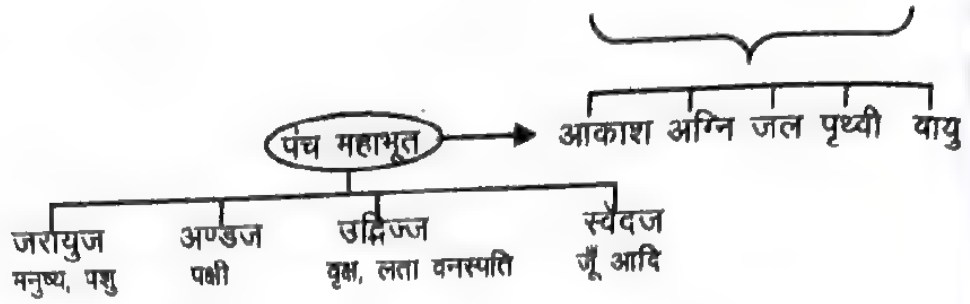 आकाश अग्नि जल पृथ्वी वायु
पंच महाभूत
जरायुज अण्डज उद्भिज्ज स्वेदज
मनुष्य, पशु पक्षी वृक्ष, लता वनस्पति जूँ आदि